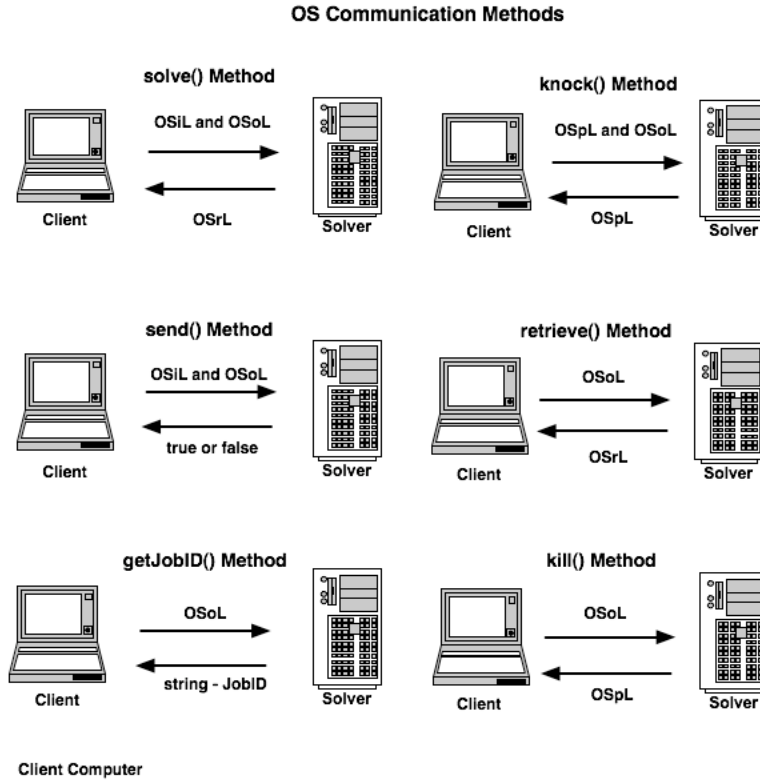 OS Communication Methods
solve() Method
OSiL and OSoL
OSrL
Client
Solver
knock() Method
OSpL and OSoL
OSpL
Client
Solver
send() Method
OSiL and OSoL
true or false
Client
Solver
retrieve() Method
OSoL
OSrL
Client
Solver
getJobID() Method
OSoL
string - JobID
Client
Solver
kill() Method
OSoL
OSpL
Client
Solver
Client Computer